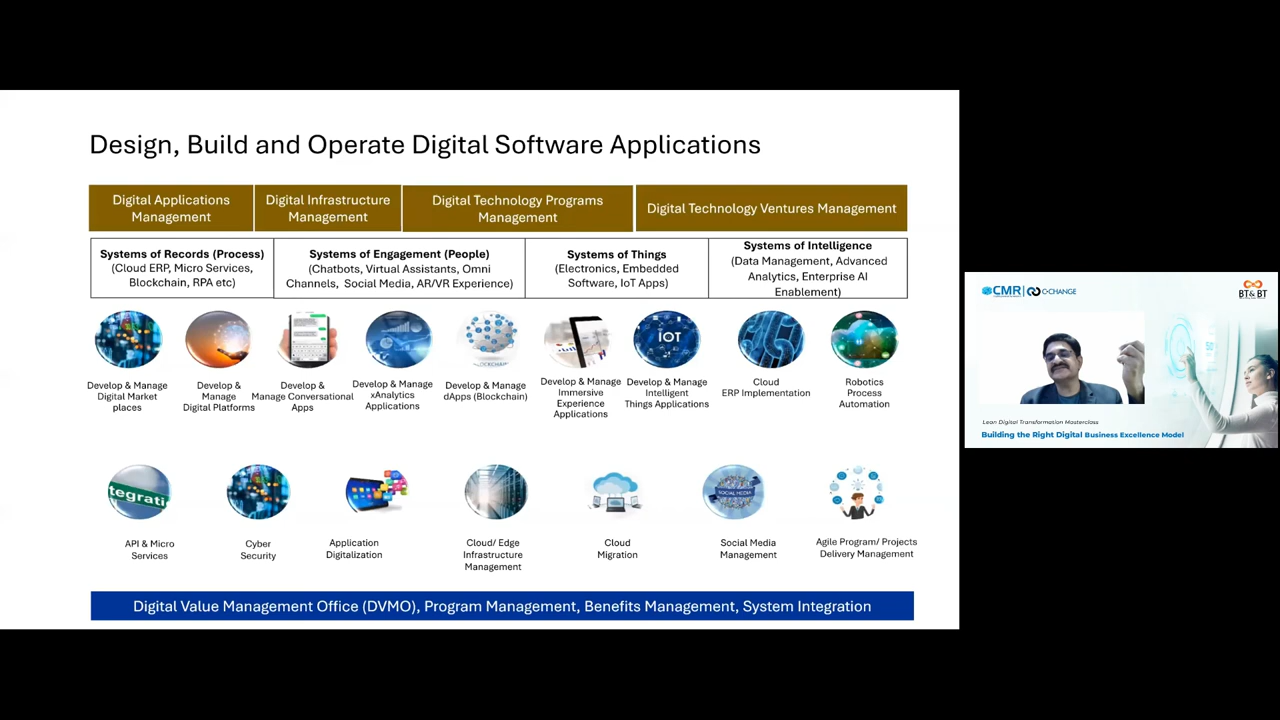 Design, Build and Operate Digital Software Applications
Digital Applications
Management
Digital Infrastructure
Management
Digital Technology Programs
Management
Digital Technology Ventures Management
Systems of Records (Process)
(Cloud ERP, Micro Services,
Blockchain, RPA etc)
Systems of Engagement (People)
(Chatbots, Virtual Assistants, Omni
Channels, Social Media, AR/VR Experience)
Systems of Things
(Electronics, Embedded
Software, IoT Apps)
Systems of Intelligence
(Data Management, Advanced
Analytics, Enterprise AI
Enablement)
IOT
Develop & Manage
Digital Market
places
Develop &
Manage
Digital Platforms
Develop &
Manage Conversational
Apps
Develop & Manage
xAnalytics
Applications
Develop & Manage
dApps (Blockchain)
Develop & Manage
Immersive
Experience
Applications
Develop & Manage
Intelligent
Things Applications
Cloud
ERP Implementation
Robotics
Process
Automation
tegrati
SOCIAL MEDIA
API & Micro
Services
Cyber
Security
Application
Digitalization
Cloud/ Edge
Infrastructure
Management
Cloud
Migration
Social Media
Management
Agile Program/ Projects
Delivery Management
Digital Value Management Office (DVMO), Program Management, Benefits Management, System Integration
CMR
C-CHANGE
BT& BT
Lean Digital Transformation Masterclass
Building the Right Digital Business Excellence Model